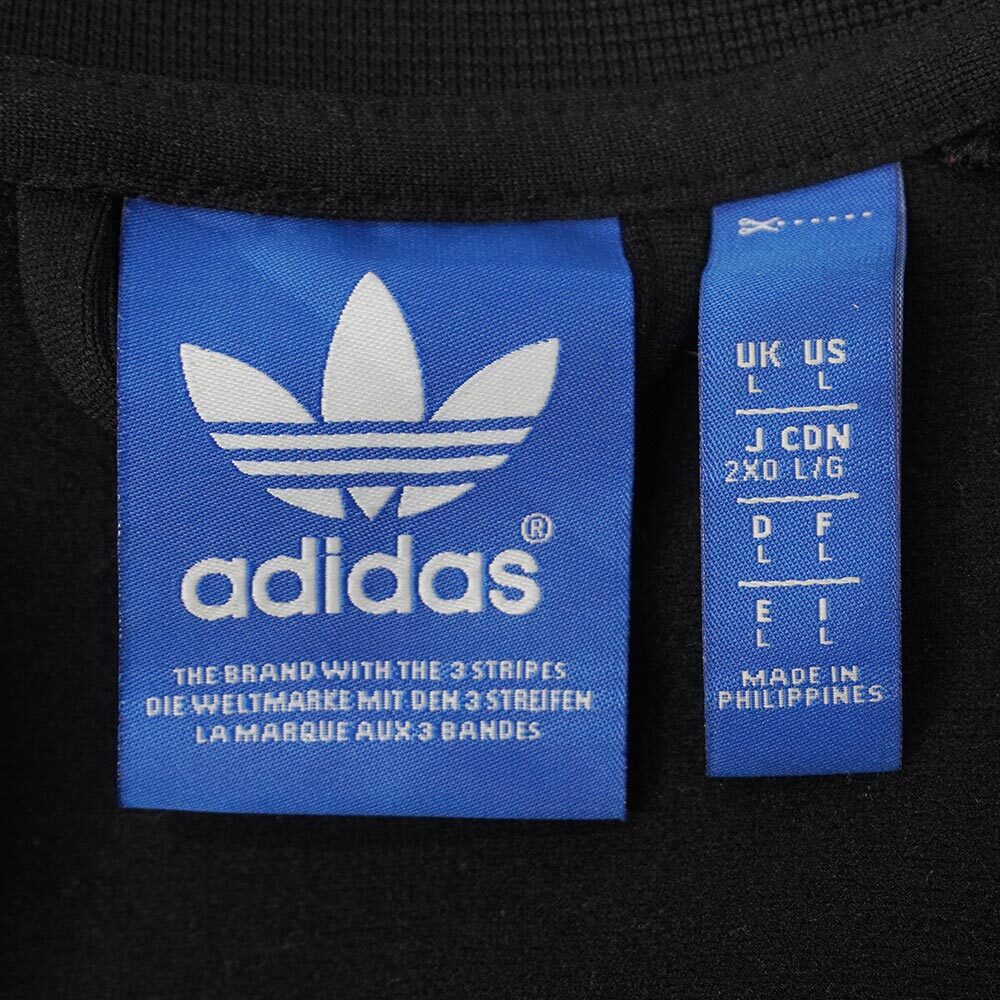 adidas®
THE BRAND WITH THE 3 STRIPES
DIE WELTMARKE MIT DEN 3 STREIFEN
LA MARQUE AUX 3 BANDES
UK US
L L
J CDN
2XO L/G
D F
L L
E I
L L
MADE IN
PHILIPPINES